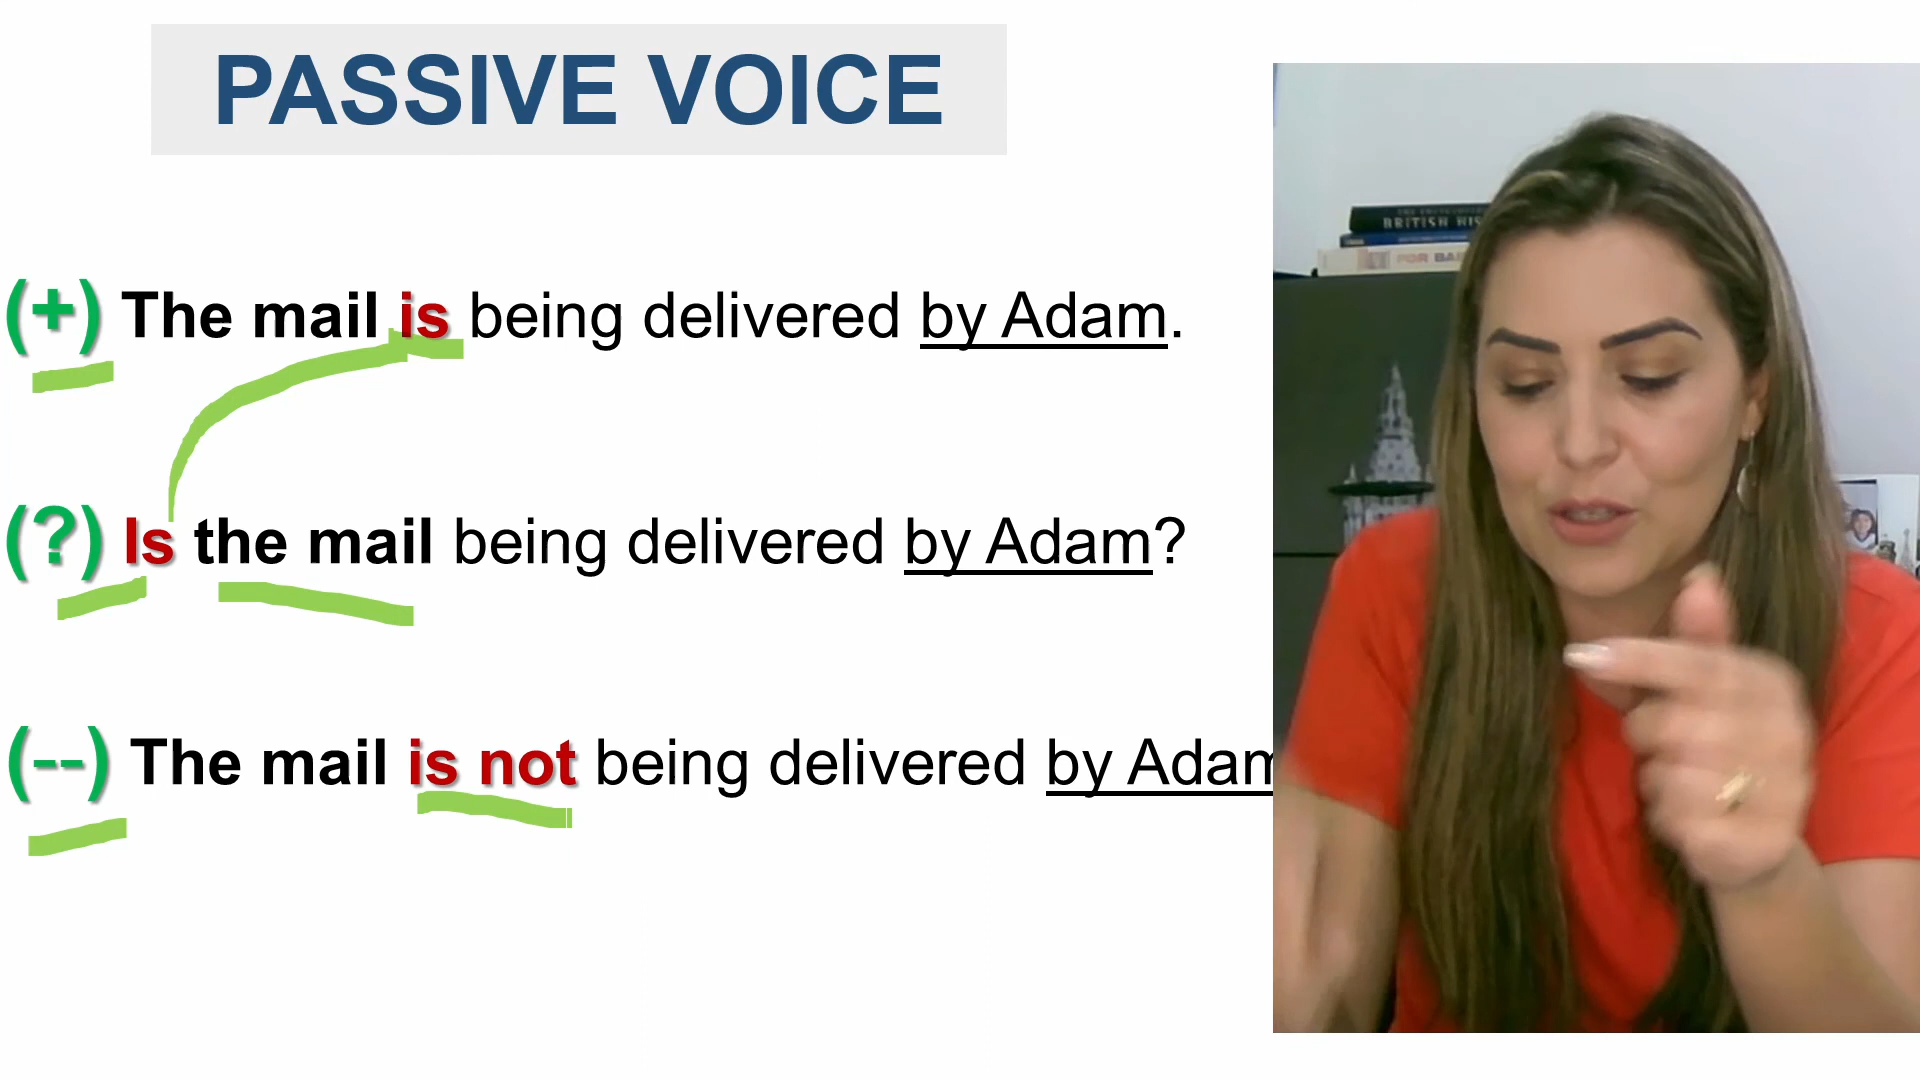 PASSIVE VOICE
(+) The mail is being delivered by Adam.
(?) Is the mail being delivered by Adam?
(--) The mail is not being delivered by Adam
BRITISH
FOR